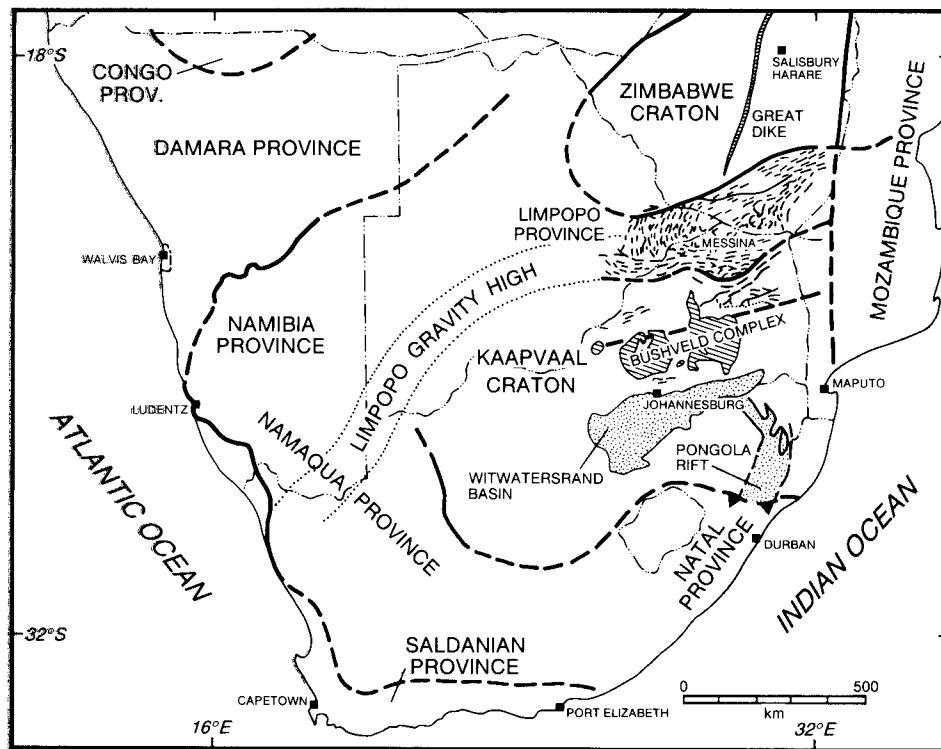 18°S
CONGO
PROV.
SALISBURY
HARARE
ZIMBABWE
CRATON
GREAT
DIKE
DAMARA PROVINCE
MOZAMBIQUE PROVINCE
LIMPOPO
PROVINCE
MESSINA
WALVIS BAY
LIMPOPO GRAVITY HIGH
NAMIBIA
PROVINCE
BUSHVELD COMPLEX
KAAPVAAL
CRATON
MAPUTO
LUDENTZ
JOHANNESBURG
NAMAQUA PROVINCE
PONGOLA
RIFT
WITWATERSRAND
BASIN
ATLANTIC OCEAN
NATAL
PROVINCE
DURBAN
INDIAN OCEAN
32°S
SALDANIAN
PROVINCE
CAPETOWN
PORT ELIZABETH
0 500
km
16°E
32°E